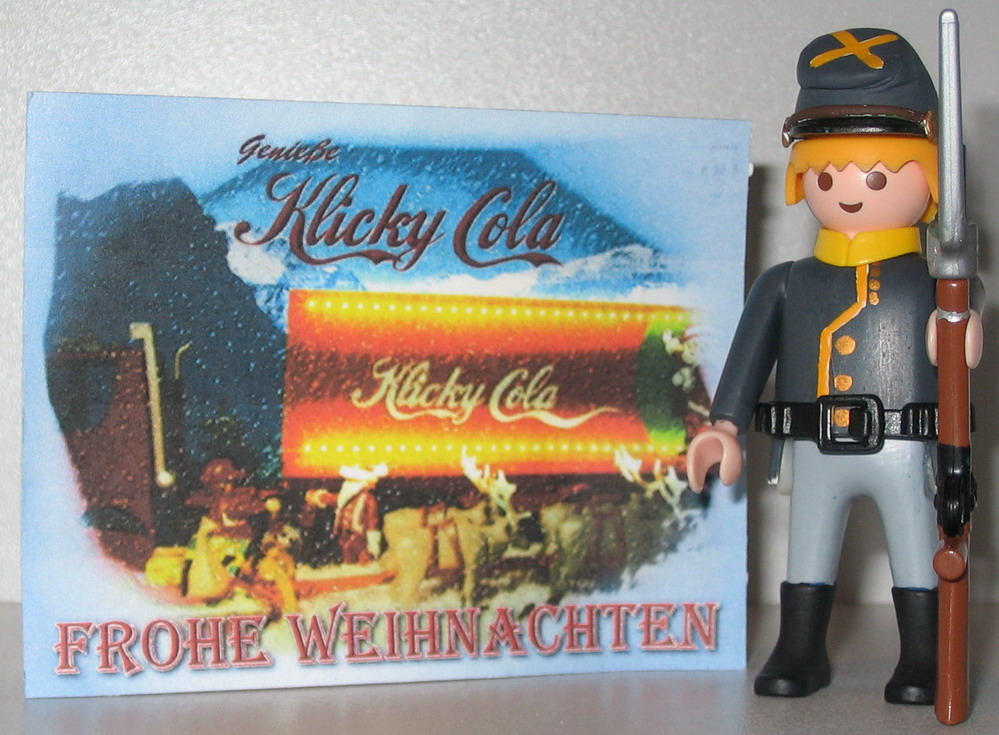 Genieße
Klicky Cola
Klicky Cola
FROHE WEIHNACHTEN